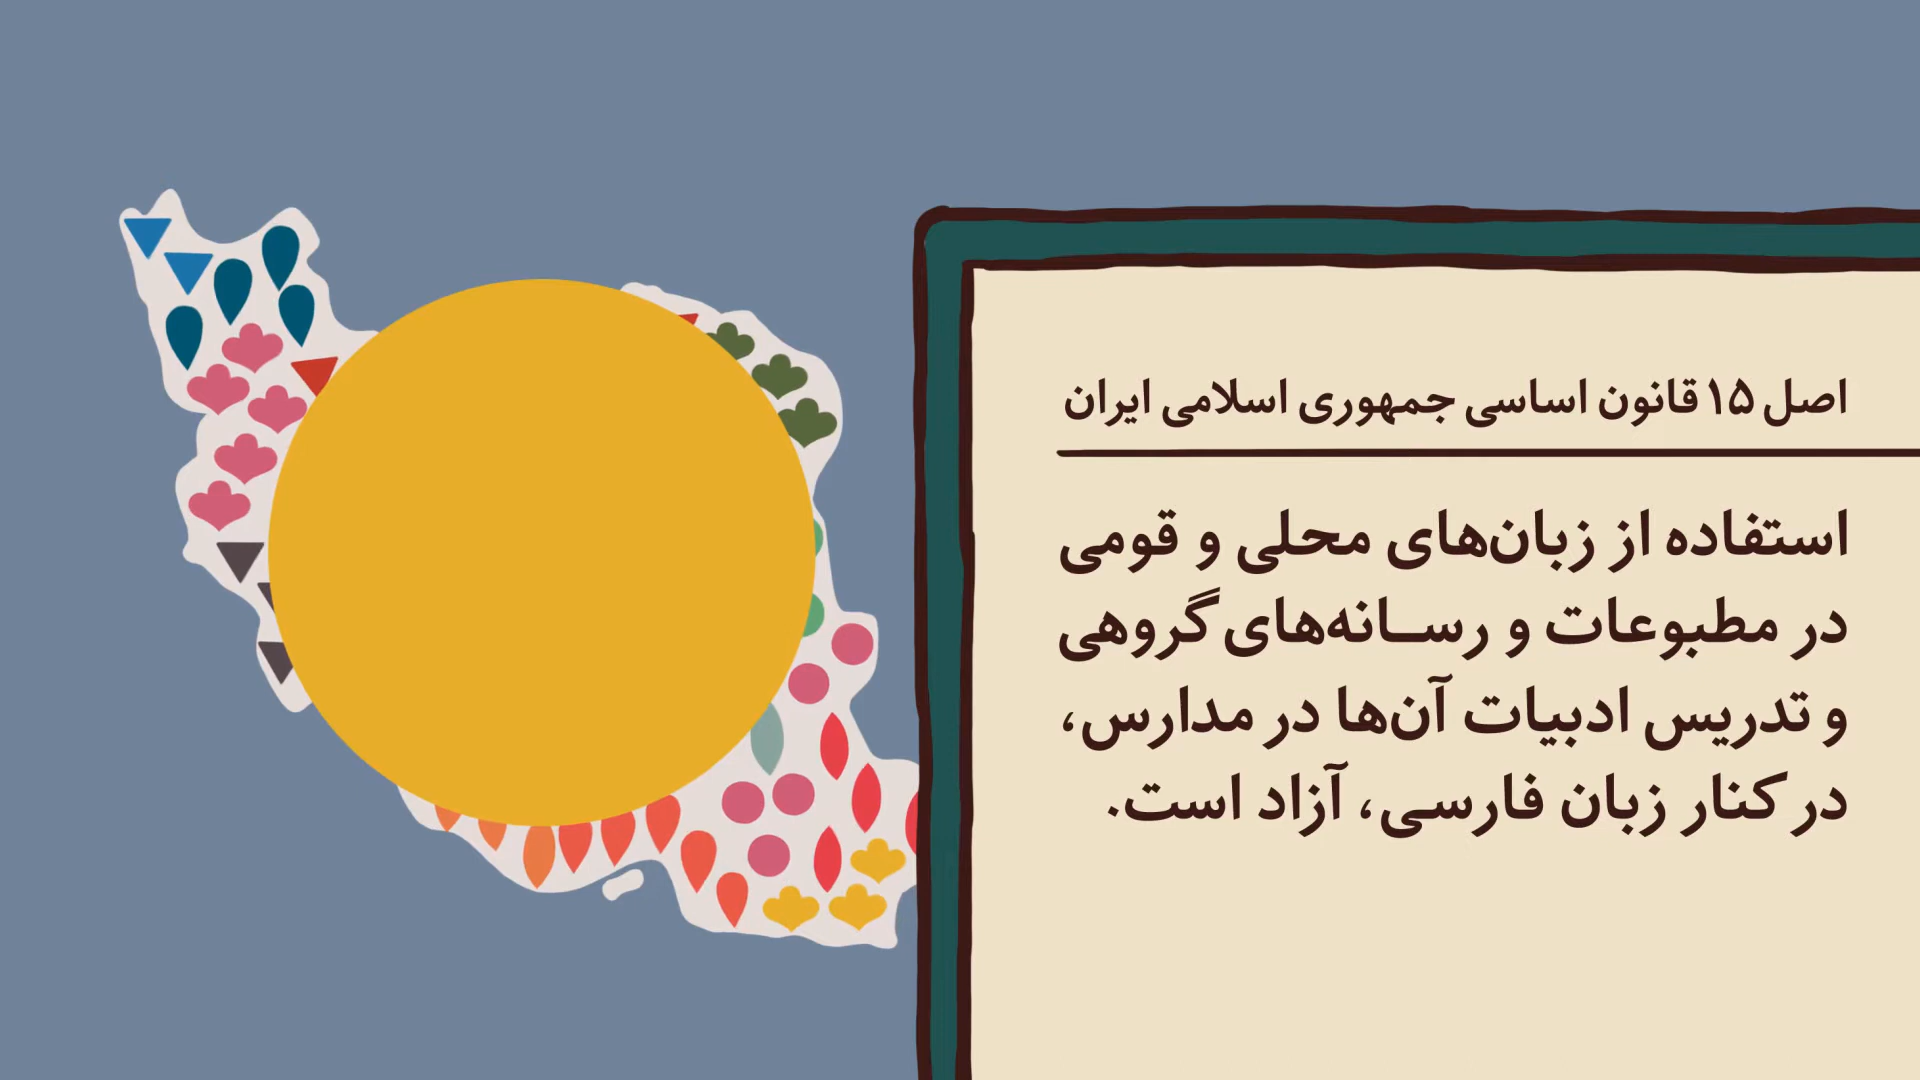 اصل ۱۵ قانون اساسی جمهوری اسلامی ایران
استفاده از زبان‌های محلی و قومی
در مطبوعات و رســانه‌های گروهی
و تدریس ادبیات آن‌ها در مدارس،
در کنار زبان فارسی، آزاد است.